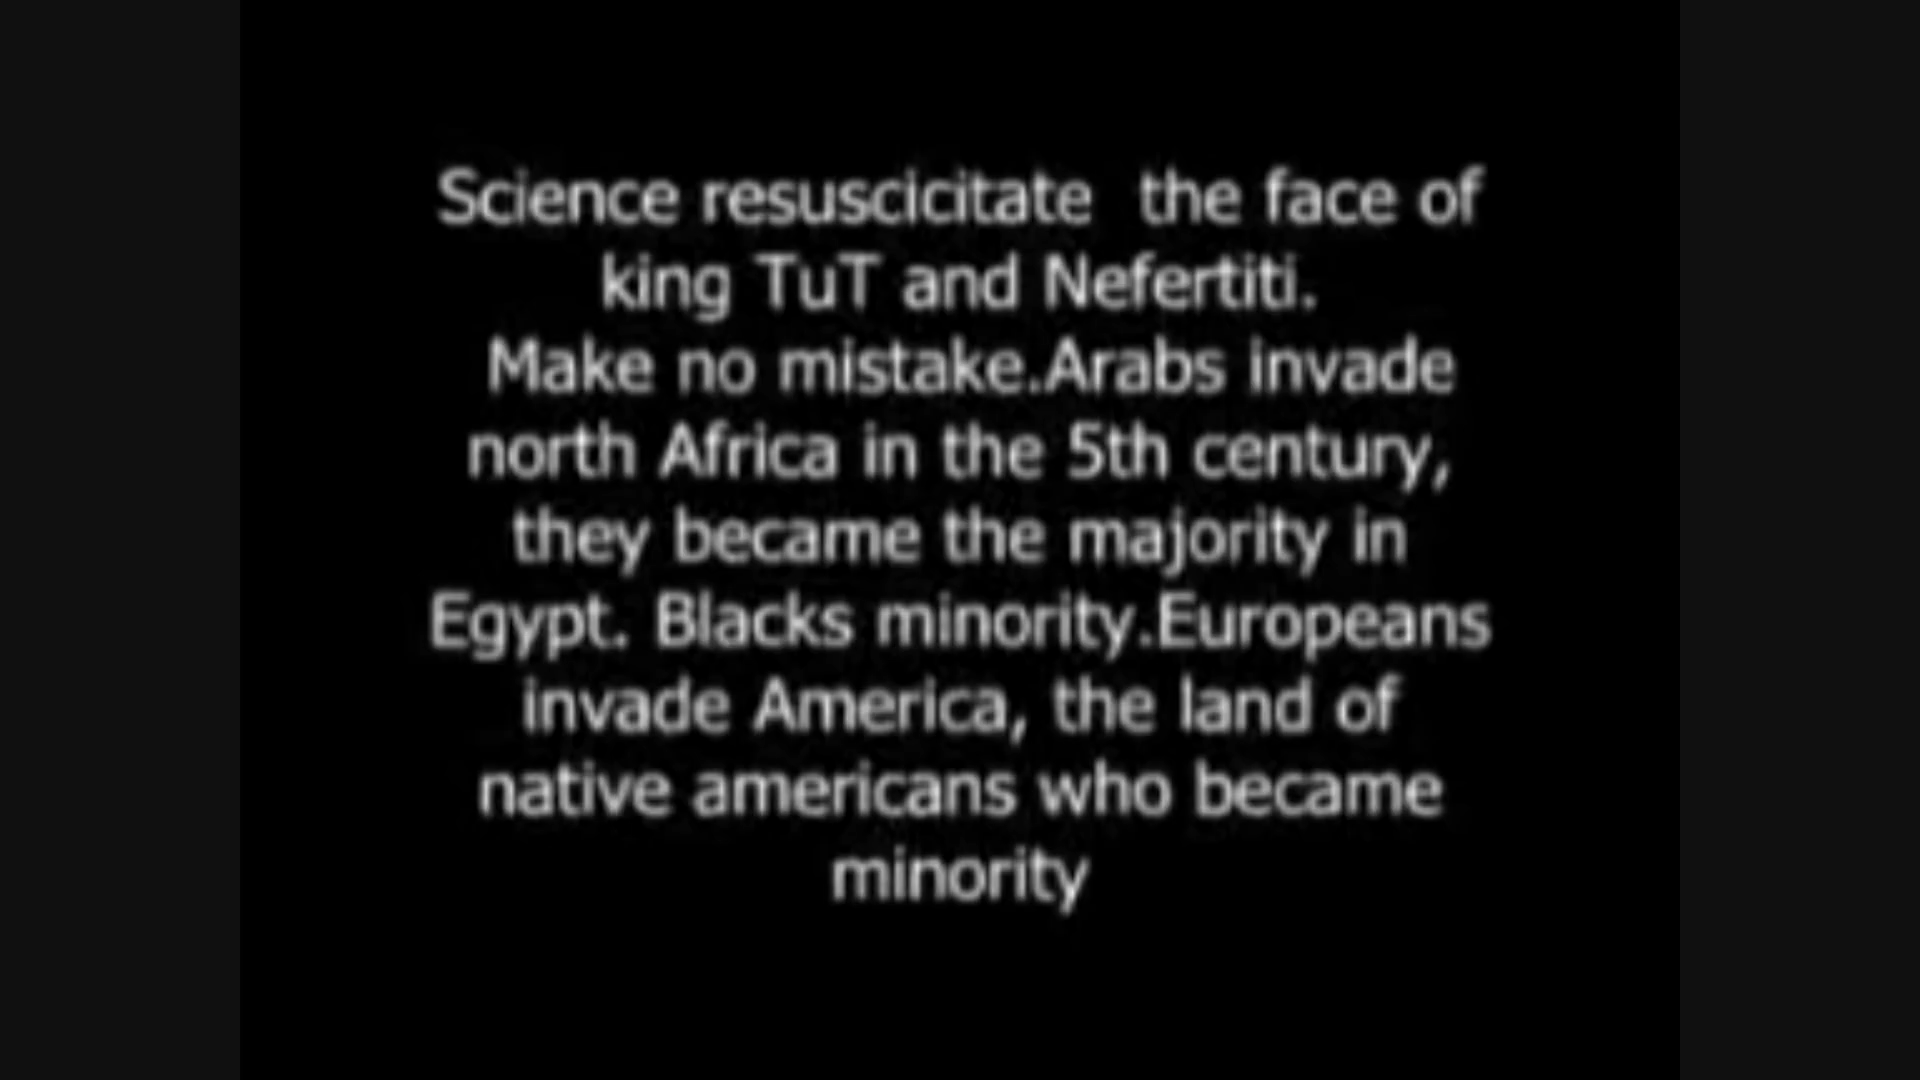 Science resuscicitate  the face of
king TuT and Nefertiti.
Make no mistake.Arabs invade
north Africa in the 5th century,
they became the majority in
Egypt. Blacks minority.Europeans
invade America, the land of
native americans who became
minority